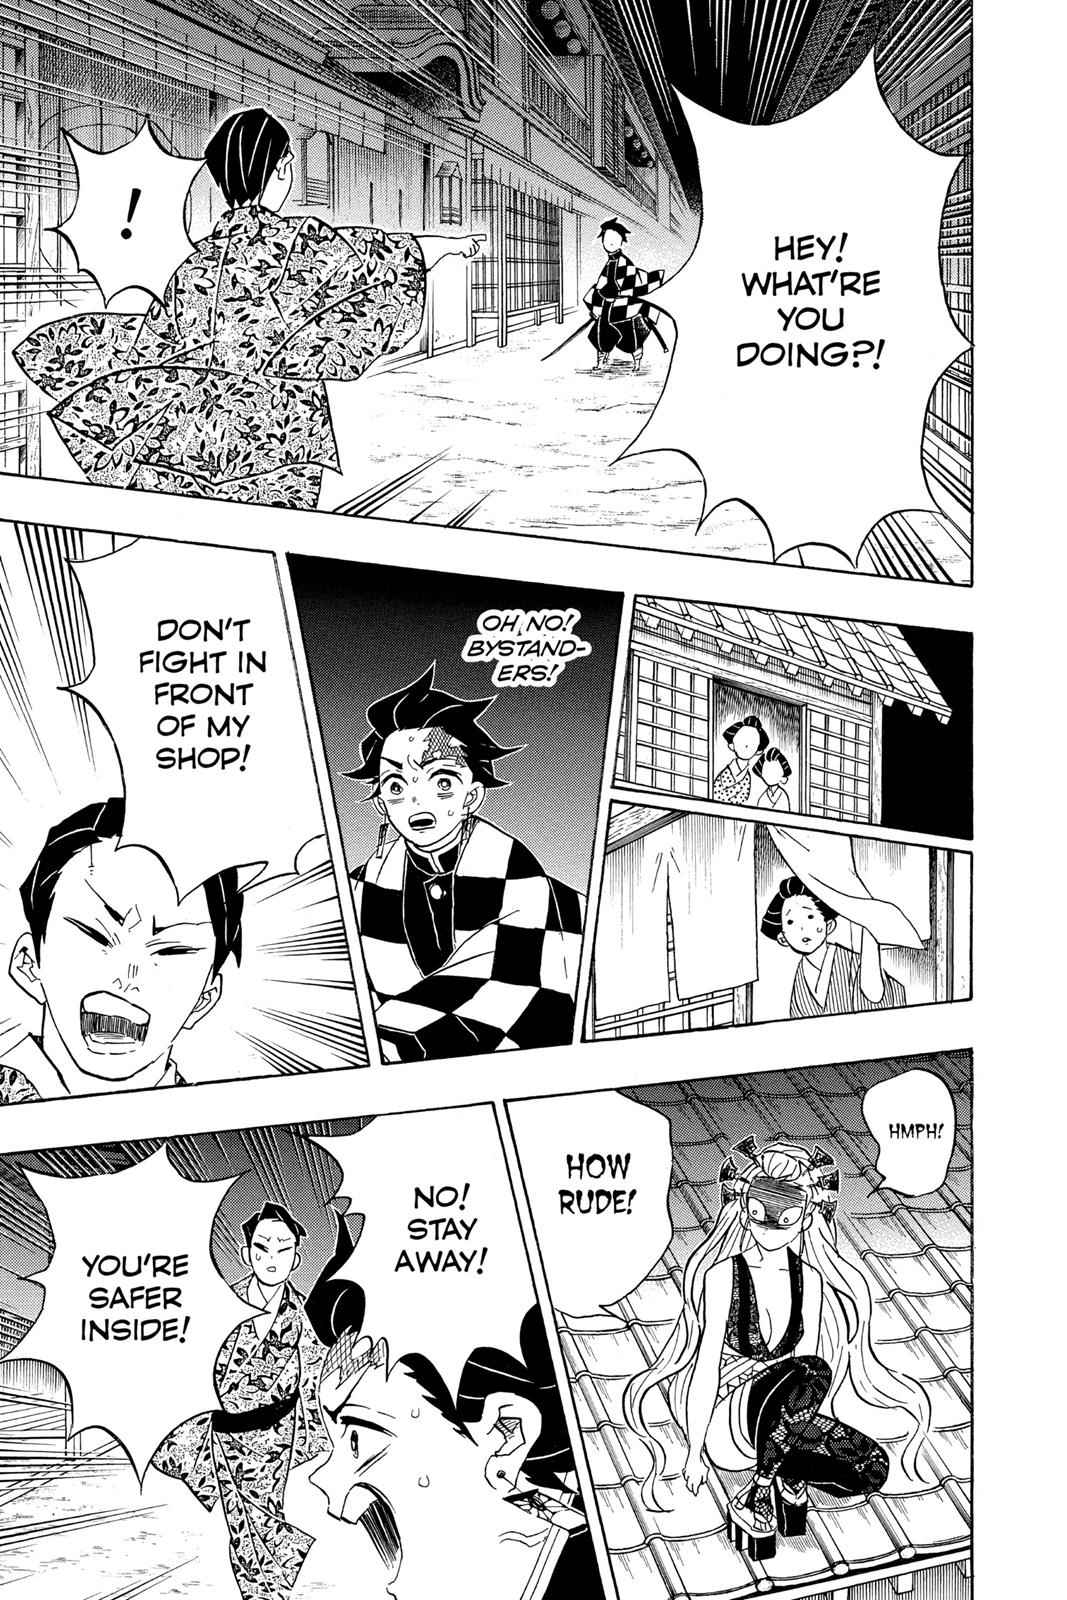 HEY!
WHAT'RE
YOU
DOING?!
!
OH NO!
BYSTAND-
ERS!
DON'T
FIGHT IN
FRONT
OF MY
SHOP!
HMPH!
HOW
RUDE!
NO!
STAY
AWAY!
YOU'RE
SAFER
INSIDE!